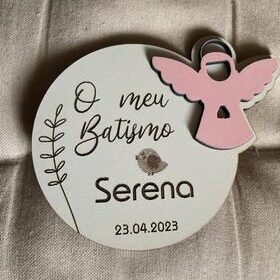 O meu
Batismo
Serena
23.04.2023